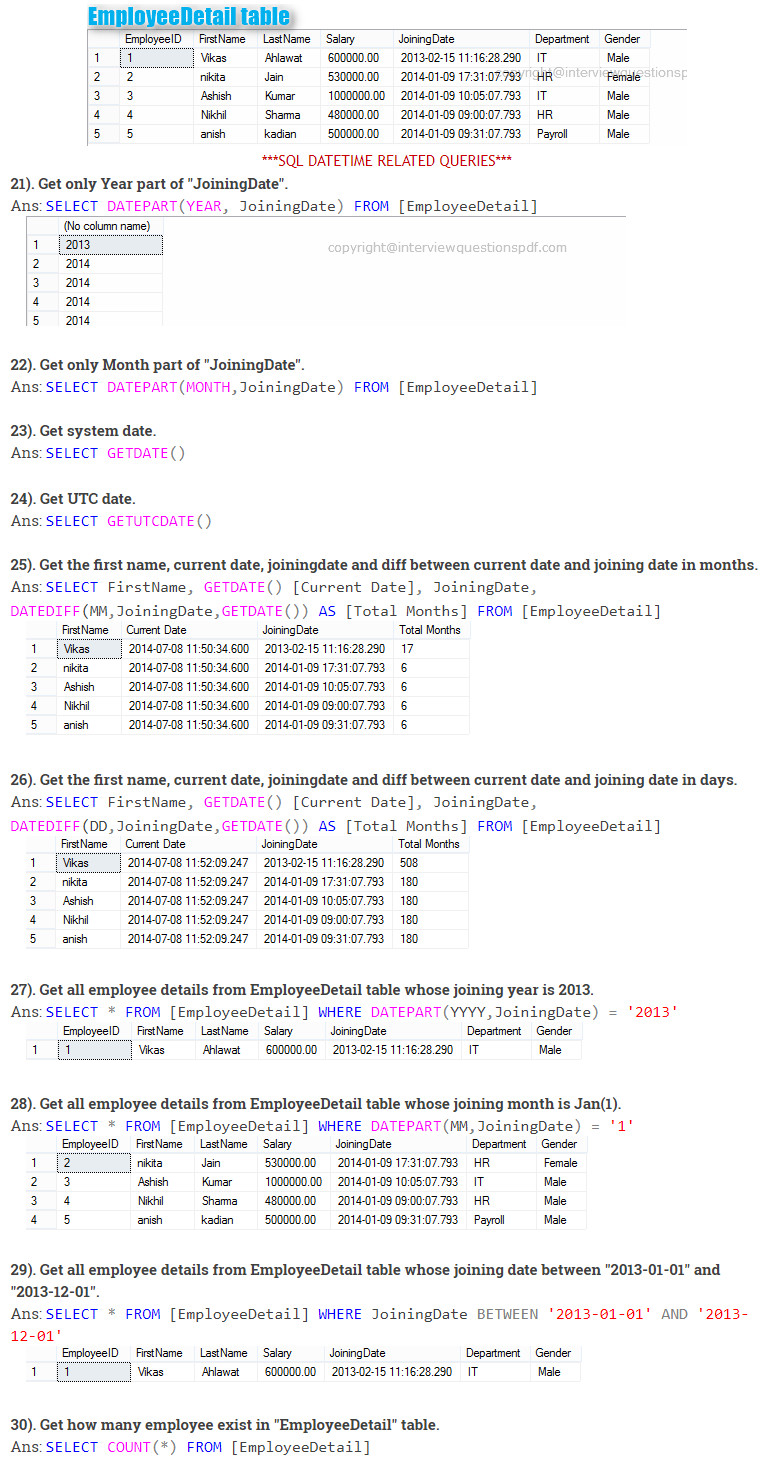 EmployeeDetail table
EmployeeID FirstName LastName Salary JoiningDate Department Gender
1 1 Vikas Ahlawat 600000.00 2013-02-15 11:16:28.290 IT Male
copyright@interviewquestionsp
2 2 nikita Jain 530000.00 2014-01-09 17:31:07.793 HR Female
3 3 Ashish Kumar 1000000.00 2014-01-09 10:05:07.793 IT Male
4 4 Nikhil Sharma 480000.00 2014-01-09 09:00:07.793 HR Male
5 5 anish kadian 500000.00 2014-01-09 09:31:07.793 Payroll Male
***SQL DATETIME RELATED QUERIES***
21). Get only Year part of "JoiningDate".
Ans: SELECT DATEPART(YEAR, JoiningDate) FROM [EmployeeDetail]
(No column name)
1 2013
copyright@interviewquestionspdf.com
2 2014
3 2014
4 2014
5 2014
22). Get only Month part of "JoiningDate".
Ans: SELECT DATEPART(MONTH,JoiningDate) FROM [EmployeeDetail]
23). Get system date.
Ans: SELECT GETDATE()
24). Get UTC date.
Ans: SELECT GETUTCDATE()
25). Get the first name, current date, joiningdate and diff between current date and joining date in months.
Ans: SELECT FirstName, GETDATE() [Current Date], JoiningDate,
DATEDIFF(MM,JoiningDate,GETDATE()) AS [Total Months] FROM [EmployeeDetail]
FirstName Current Date JoiningDate Total Months
1 Vikas 2014-07-08 11:50:34.600 2013-02-15 11:16:28.290 17
2 nikita 2014-07-08 11:50:34.600 2014-01-09 17:31:07.793 6
3 Ashish 2014-07-08 11:50:34.600 2014-01-09 10:05:07.793 6
4 Nikhil 2014-07-08 11:50:34.600 2014-01-09 09:00:07.793 6
5 anish 2014-07-08 11:50:34.600 2014-01-09 09:31:07.793 6
26). Get the first name, current date, joiningdate and diff between current date and joining date in days.
Ans: SELECT FirstName, GETDATE() [Current Date], JoiningDate,
DATEDIFF(DD,JoiningDate,GETDATE()) AS [Total Months] FROM [EmployeeDetail]
FirstName Current Date JoiningDate Total Months
1 Vikas 2014-07-08 11:52:09.247 2013-02-15 11:16:28.290 508
2 nikita 2014-07-08 11:52:09.247 2014-01-09 17:31:07.793 180
3 Ashish 2014-07-08 11:52:09.247 2014-01-09 10:05:07.793 180
4 Nikhil 2014-07-08 11:52:09.247 2014-01-09 09:00:07.793 180
5 anish 2014-07-08 11:52:09.247 2014-01-09 09:31:07.793 180
27). Get all employee details from EmployeeDetail table whose joining year is 2013.
Ans: SELECT * FROM [EmployeeDetail] WHERE DATEPART(YYYY,JoiningDate) = '2013'
EmployeeID FirstName LastName Salary JoiningDate Department Gender
1 1 Vikas Ahlawat 600000.00 2013-02-15 11:16:28.290 IT Male
28). Get all employee details from EmployeeDetail table whose joining month is Jan(1).
Ans: SELECT * FROM [EmployeeDetail] WHERE DATEPART(MM,JoiningDate) = '1'
EmployeeID FirstName LastName Salary JoiningDate Department Gender
1 2 nikita Jain 530000.00 2014-01-09 17:31:07.793 HR Female
2 3 Ashish Kumar 1000000.00 2014-01-09 10:05:07.793 IT Male
3 4 Nikhil Sharma 480000.00 2014-01-09 09:00:07.793 HR Male
4 5 anish kadian 500000.00 2014-01-09 09:31:07.793 Payroll Male
29). Get all employee details from EmployeeDetail table whose joining date between "2013-01-01" and
"2013-12-01".
Ans: SELECT * FROM [EmployeeDetail] WHERE JoiningDate BETWEEN '2013-01-01' AND '2013-
12-01'
EmployeeID FirstName LastName Salary JoiningDate Department Gender
1 1 Vikas Ahlawat 600000.00 2013-02-15 11:16:28.290 IT Male
30). Get how many employee exist in "EmployeeDetail" table.
Ans: SELECT COUNT(*) FROM [EmployeeDetail]